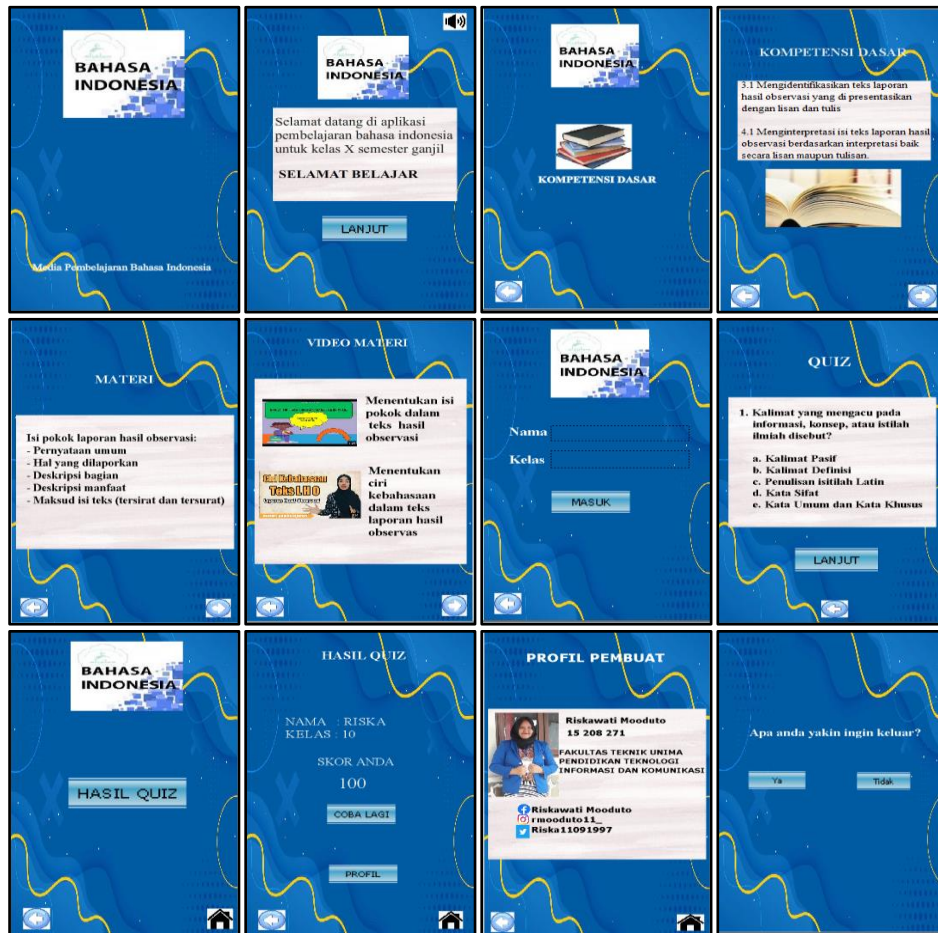 BAHASA
INDONESIA
Media Pembelajaran Bahasa Indonesia
BAHASA
INDONESIA
Selamat datang di aplikasi
pembelajaran bahasa indonesia
untuk kelas X semester ganjil
SELAMAT BELAJAR
LANJUT
BAHASA
INDONESIA
KOMPETENSI DASAR
KOMPETENSI DASAR
3.1 Mengidentifikasikan teks laporan
hasil observasi yang di presentasikan
dengan lisan dan tulis
4.1 Menginterpretasi isi teks laporan hasil
observasi berdasarkan interpretasi baik
secara lisan maupun tulisan.
MATERI
Isi pokok laporan hasil observasi:
- Pernyataan umum
- Hal yang dilaporkan
- Deskripsi bagian
- Deskripsi manfaat
- Maksud isi teks (tersirat dan tersurat)
VIDEO MATERI
Menentukan isi
pokok dalam
teks hasil
observasi
Ciri Kebahasaan
Teks LHO
Menentukan
ciri
kebahasaan
dalam teks
laporan hasil
observas
BAHASA
INDONESIA
Nama
Kelas
MASUK
QUIZ
1. Kalimat yang mengacu pada
informasi, konsep, atau istilah
ilmiah disebut?
a. Kalimat Pasif
b. Kalimat Definisi
c. Penulisan isitilah Latin
d. Kata Sifat
e. Kata Umum dan Kata Khusus
LANJUT
BAHASA
INDONESIA
HASIL QUIZ
HASIL QUIZ
NAMA : RISKA
KELAS : 10
SKOR ANDA
100
COBA LAGI
PROFIL
PROFIL PEMBUAT
Riskawati Mooduto
15 208 271
FAKULTAS TEKNIK UNIMA
PENDIDIKAN TEKNOLOGI
INFORMASI DAN KOMUNIKASI
Riskawati Mooduto
rmooduto11_
Riska11091997
Apa anda yakin ingin keluar?
Ya
Tidak